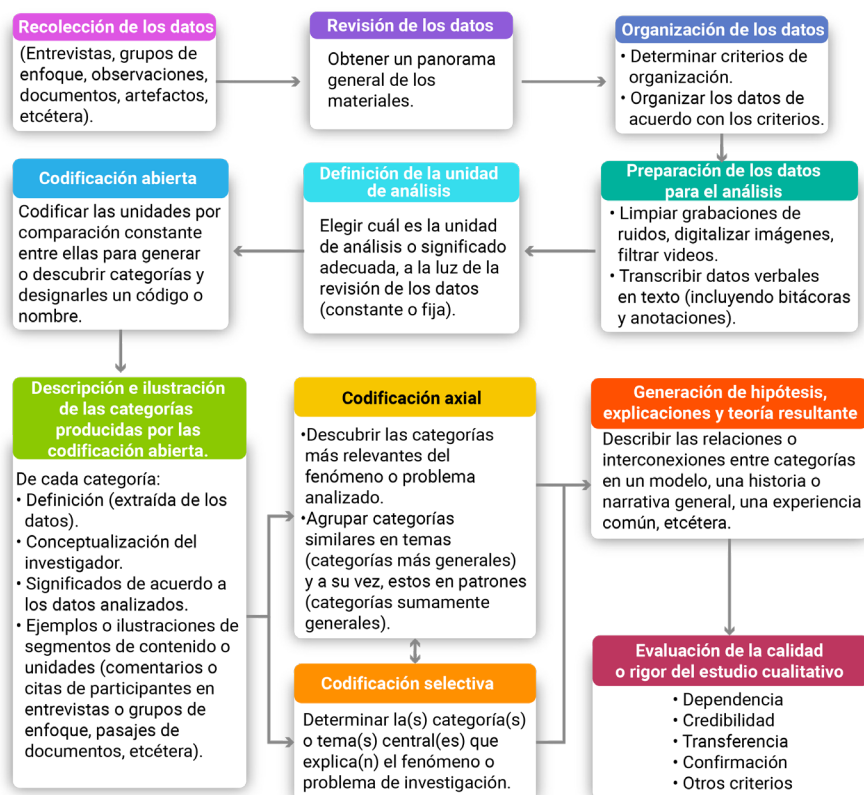 Recolección de los datos
(Entrevistas, grupos de
enfoque, observaciones,
documentos, artefactos,
etcétera).
Revisión de los datos
Obtener un panorama
general de los
materiales.
Organización de los datos
• Determinar criterios de
organización.
• Organizar los datos de
acuerdo con los criterios.
Codificación abierta
Codificar las unidades por
comparación constante
entre ellas para generar
o descubrir categorías y
designarles un código o
nombre.
Definición de la unidad
de análisis
Elegir cuál es la unidad
de análisis o significado
adecuada, a la luz de la
revisión de los datos
(constante o fija).
Preparación de los datos
para el análisis
• Limpiar grabaciones de
ruidos, digitalizar imágenes,
filtrar videos.
• Transcribir datos verbales
en texto (incluyendo bitácoras
y anotaciones).
Descripción e ilustración
de las categorías
producidas por las
codificación abierta.
De cada categoría:
• Definición (extraída de los
datos).
• Conceptualización del
investigador.
• Significados de acuerdo a
los datos analizados.
• Ejemplos o ilustraciones de
segmentos de contenido o
unidades (comentarios o
citas de participantes en
entrevistas o grupos de
enfoque, pasajes de
documentos, etcétera).
Codificación axial
•Descubrir las categorías
más relevantes del
fenómeno o problema
analizado.
•Agrupar categorías
similares en temas
(categorías más generales)
y a su vez, estos en patrones
(categorías sumamente
generales).
Codificación selectiva
Determinar la(s) categoría(s)
o tema(s) central(es) que
explica(n) el fenómeno o
problema de investigación.
Generación de hipótesis,
explicaciones y teoría resultante
Describir las relaciones o
interconexiones entre categorías
en un modelo, una historia o
narrativa general, una experiencia
común, etcétera.
Evaluación de la calidad
o rigor del estudio cualitativo
• Dependencia
• Credibilidad
• Transferencia
• Confirmación
• Otros criterios